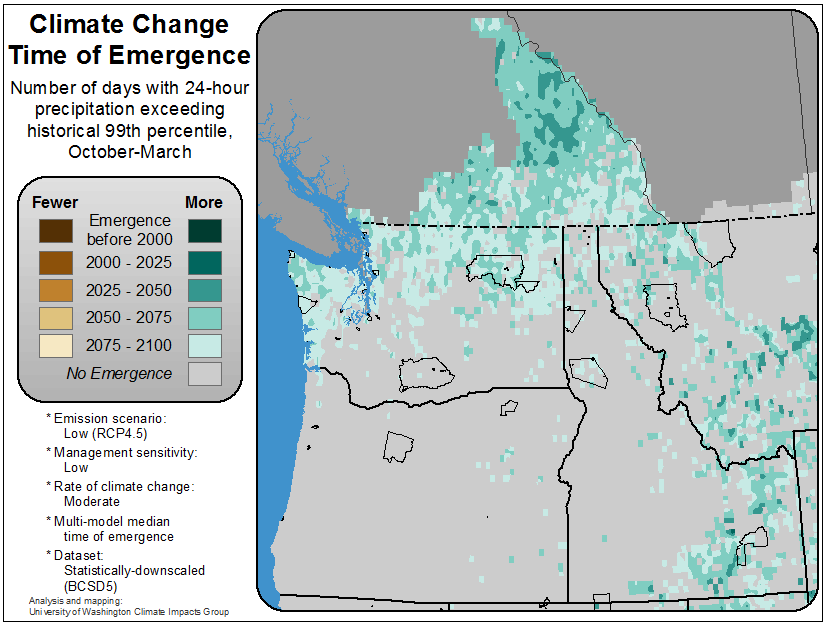 Climate Change
Time of Emergence
Number of days with 24-hour
precipitation exceeding
historical 99th percentile,
October-March
Fewer More
Emergence
before 2000
2000 - 2025
2025 - 2050
2050 - 2075
2075 - 2100
No Emergence
* Emission scenario:
Low (RCP4.5)
* Management sensitivity:
Low
* Rate of climate change:
Moderate
* Multi-model median
time of emergence
* Dataset:
Statistically-downscaled
(BCSD5)
Analysis and mapping:
University of Washington Climate Impacts Group